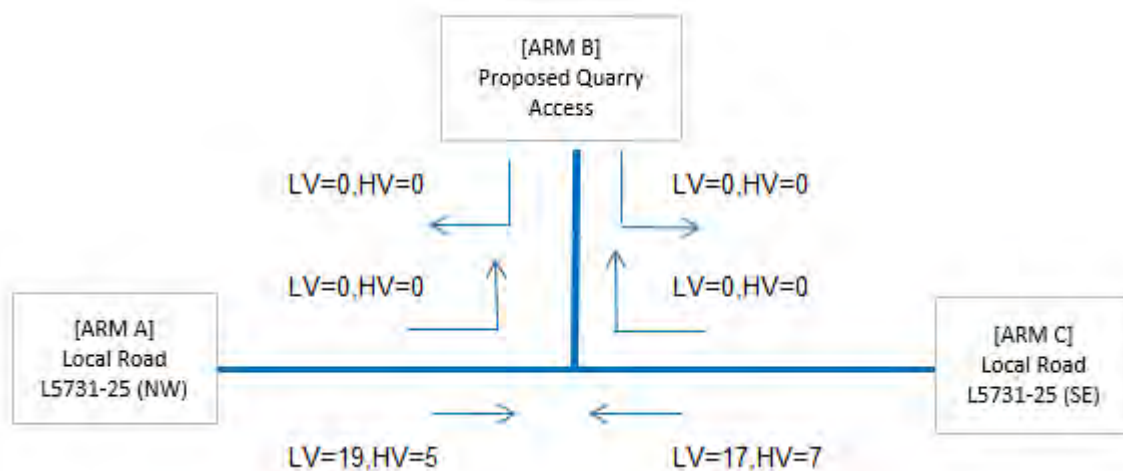 [ARM B]
Proposed Quarry
Access
LV=0,HV=0
LV=0,HV=0
LV=0,HV=0
LV=0,HV=0
[ARM A]
Local Road
L5731-25 (NW)
[ARM C]
Local Road
L5731-25 (SE)
LV=19,HV=5
LV=17,HV=7